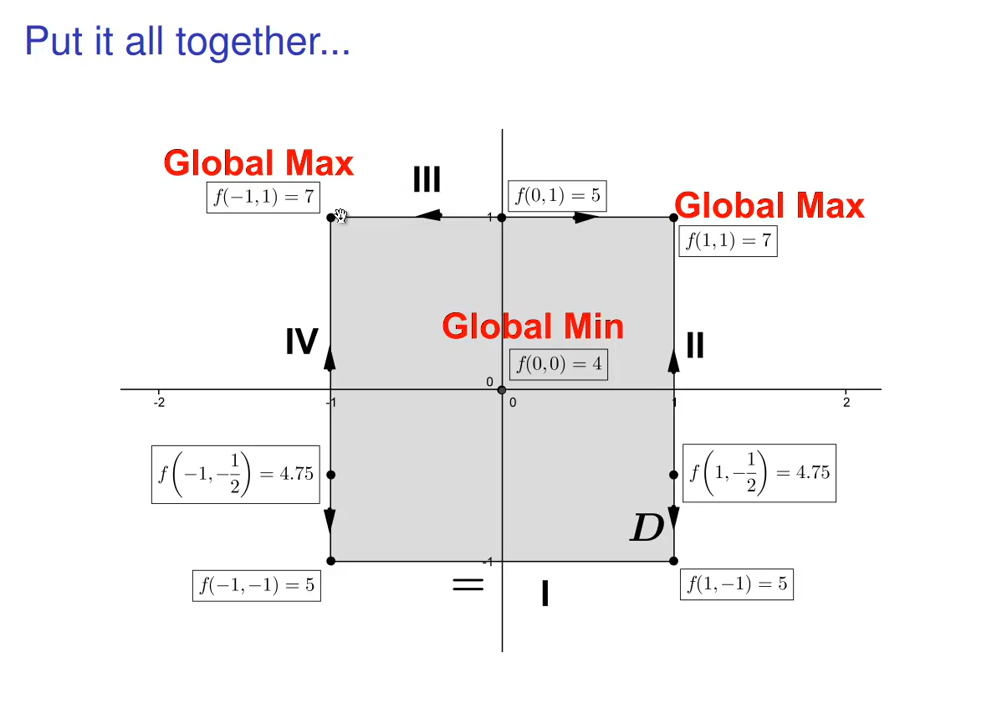 Put it all together...
Global Max
III
f(−1, 1) = 7
f(0, 1) = 5
Global Max
1
f(1, 1) = 7
Global Min
IV
II
f(0, 0) = 4
0
-2
-1
0
1
2
f(−1, −1/2) = 4.75
f(1, −1/2) = 4.75
D
-1
f(−1, −1) = 5
=
I
f(1, −1) = 5